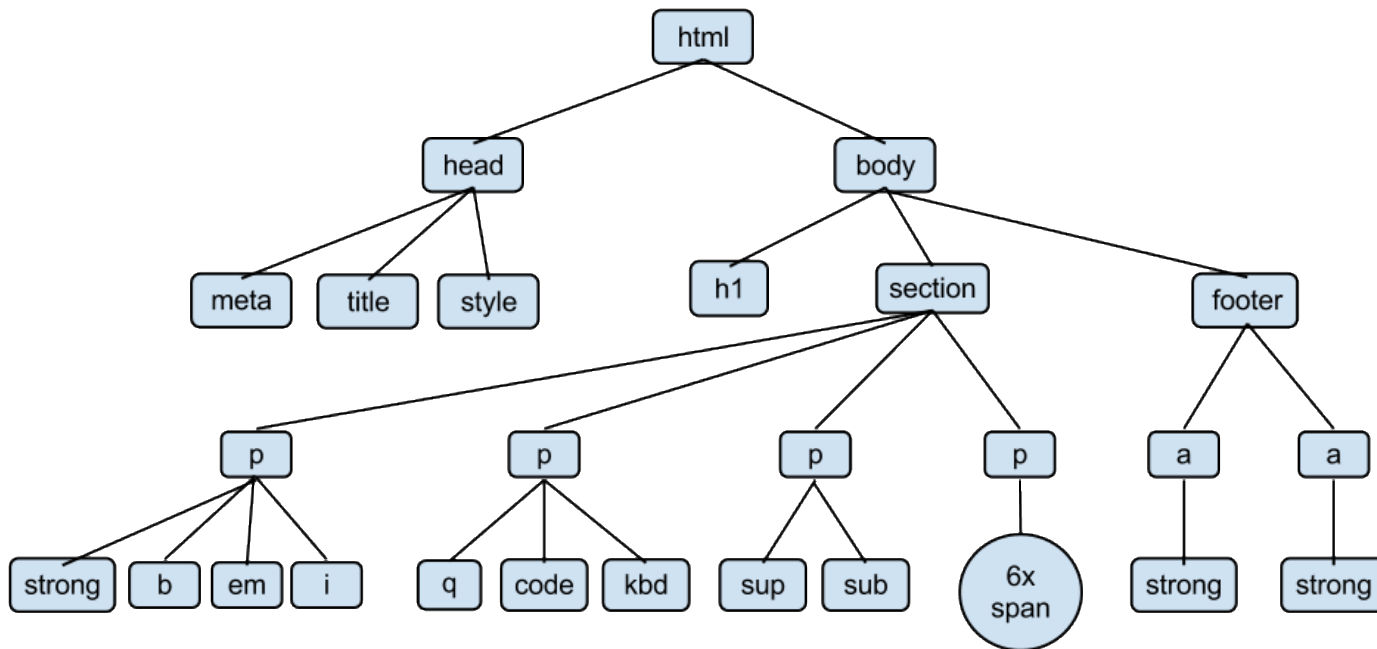 html
head
body
meta
title
style
h1
section
footer
p
p
p
p
a
a
strong
b
em
i
q
code
kbd
sup
sub
6x
span
strong
strong